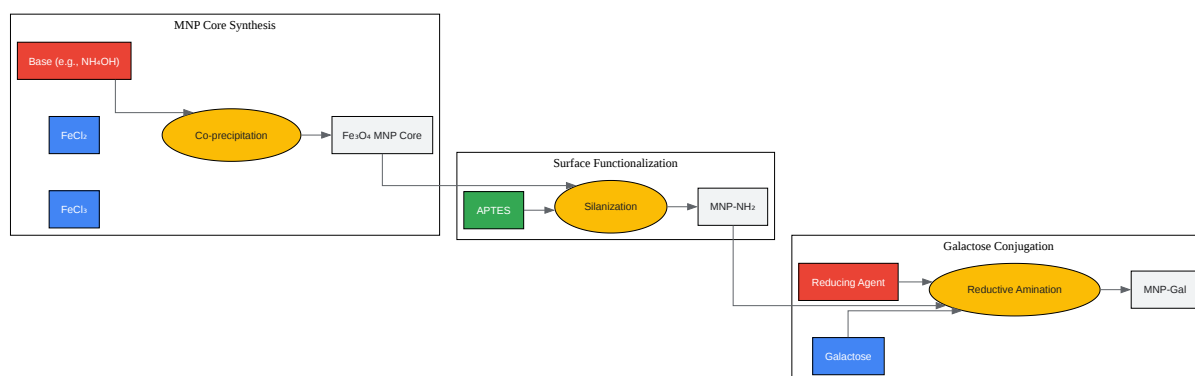 MNP Core Synthesis
Base (e.g., NH₄OH)
FeCl₂
FeCl₃
Co-precipitation
Fe₃O₄ MNP Core
Surface Functionalization
APTES
Silanization
MNP-NH₂
Galactose Conjugation
Reducing Agent
Galactose
Reductive Amination
MNP-Gal